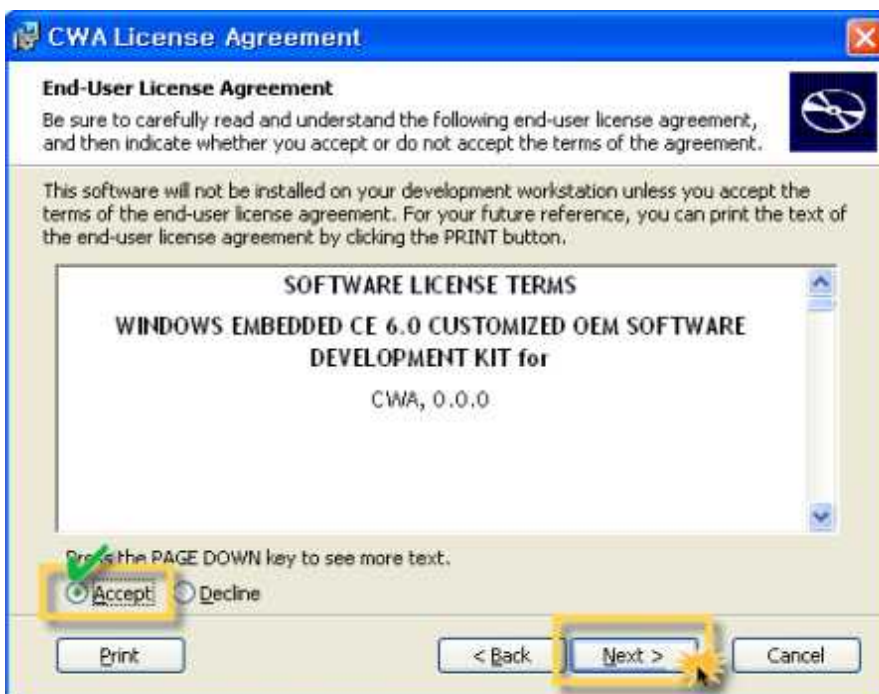 CWA License Agreement
End-User License Agreement
Be sure to carefully read and understand the following end-user license agreement,
and then indicate whether you accept or do not accept the terms of the agreement.
This software will not be installed on your development workstation unless you accept the
terms of the end-user license agreement. For your future reference, you can print the text of
the end-user license agreement by clicking the PRINT button.
SOFTWARE LICENSE TERMS
WINDOWS EMBEDDED CE 6.0 CUSTOMIZED OEM SOFTWARE
DEVELOPMENT KIT for
CWA, 0.0.0
Press the PAGE DOWN key to see more text.
Accept Decline
Print < Back Next > Cancel